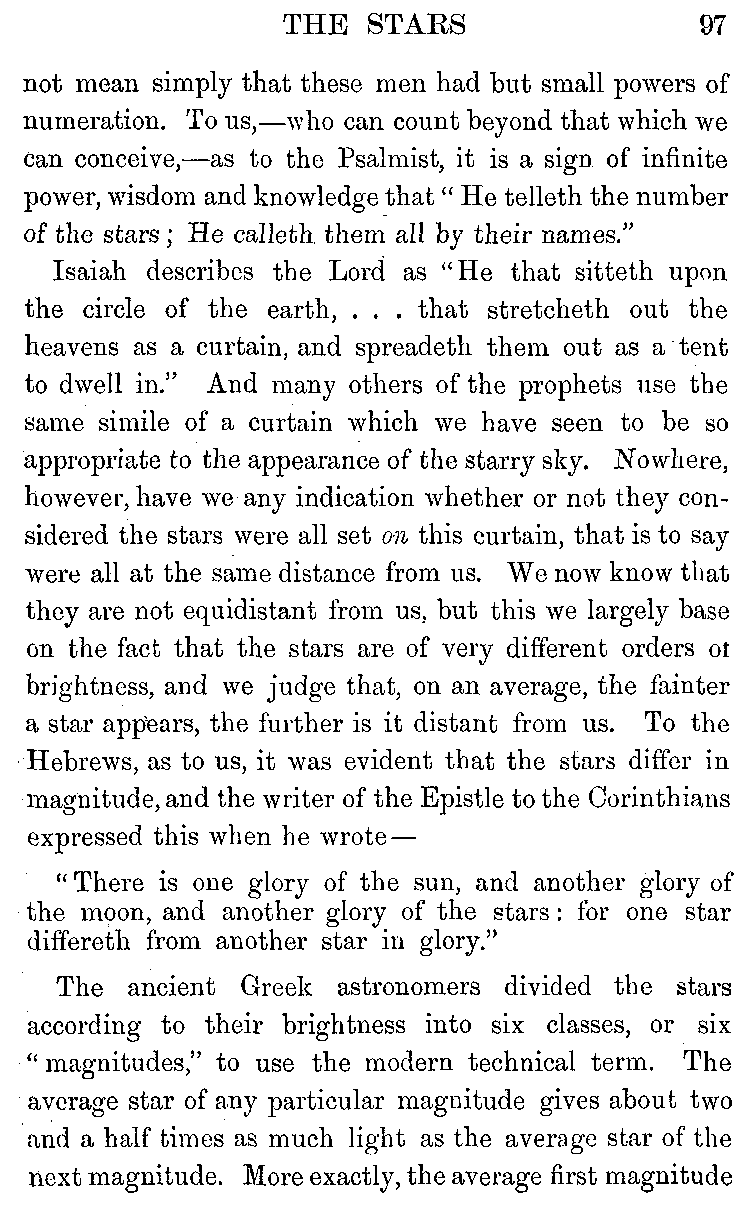 THE STARS 97
not mean simply that these men had but small powers of
numeration. To us,—who can count beyond that which we
can conceive,—as to the Psalmist, it is a sign of infinite
power, wisdom and knowledge that “ He telleth the number
of the stars ; He calleth them all by their names.”
Isaiah describes the Lord as “He that sitteth upon
the circle of the earth, . . . that stretcheth out the
heavens as a curtain, and spreadeth them out as a tent
to dwell in.” And many others of the prophets use the
same simile of a curtain which we have seen to be so
appropriate to the appearance of the starry sky. Nowhere,
however, have we any indication whether or not they con-
sidered the stars were all set on this curtain, that is to say
were all at the same distance from us. We now know that
they are not equidistant from us, but this we largely base
on the fact that the stars are of very different orders of
brightness, and we judge that, on an average, the fainter
a star appears, the further is it distant from us. To the
Hebrews, as to us, it was evident that the stars differ in
magnitude, and the writer of the Epistle to the Corinthians
expressed this when he wrote—
“There is one glory of the sun, and another glory of
the moon, and another glory of the stars : for one star
differeth from another star in glory.”
The ancient Greek astronomers divided the stars
according to their brightness into six classes, or six
“ magnitudes,” to use the modern technical term. The
average star of any particular magnitude gives about two
and a half times as much light as the average star of the
next magnitude. More exactly, the average first magnitude